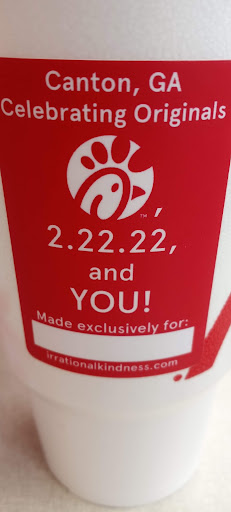 Canton, GA
Celebrating Originals
™,
2.22.22,
and
YOU!
Made exclusively for:
irrationalkindness.com